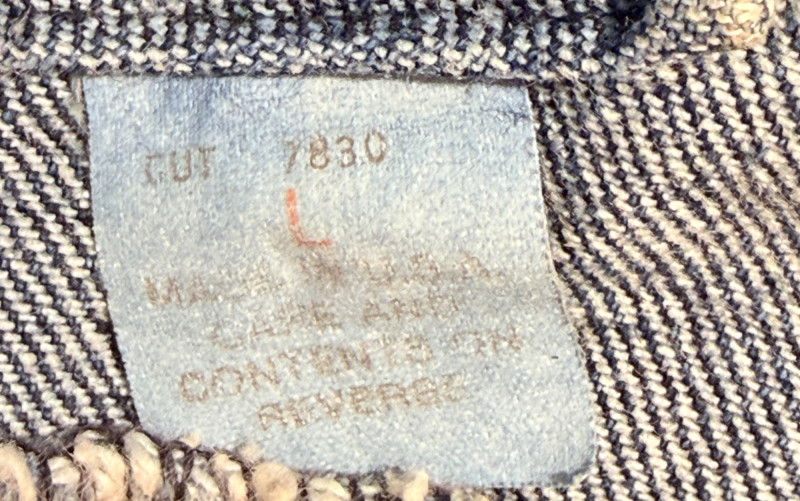 CUT 7830
L
MADE IN U.S.A.
CARE AND
CONTENTS ON
REVERSE